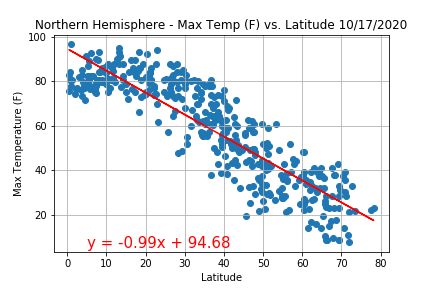 Northern Hemisphere - Max Temp (F) vs. Latitude 10/17/2020
Max Temperature (F)
100
80
60
40
20
y = -0.99x + 94.68
0 10 20 30 40 50 60 70 80
Latitude